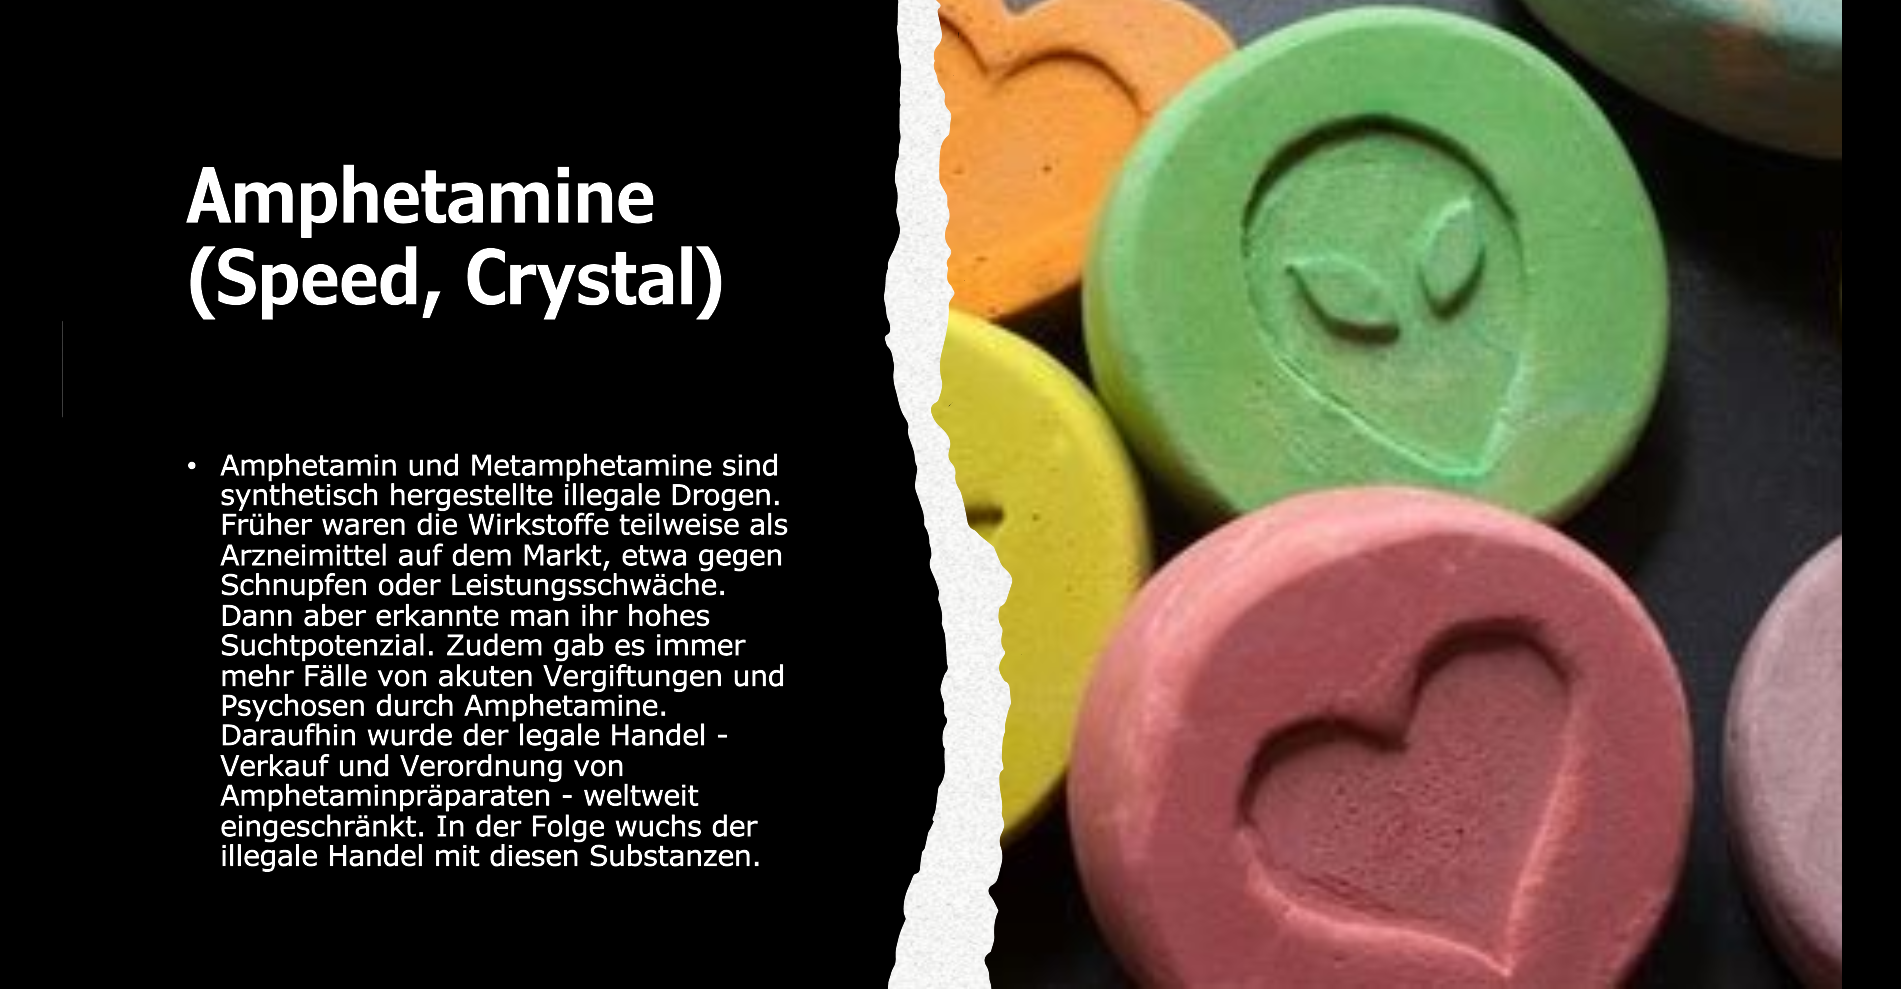 Amphetamine
(Speed, Crystal)
• Amphetamin und Metamphetamine sind
synthetisch hergestellte illegale Drogen.
Früher waren die Wirkstoffe teilweise als
Arzneimittel auf dem Markt, etwa gegen
Schnupfen oder Leistungsschwäche.
Dann aber erkannte man ihr hohes
Suchtpotenzial. Zudem gab es immer
mehr Fälle von akuten Vergiftungen und
Psychosen durch Amphetamine.
Daraufhin wurde der legale Handel -
Verkauf und Verordnung von
Amphetaminpräparaten - weltweit
eingeschränkt. In der Folge wuchs der
illegale Handel mit diesen Substanzen.